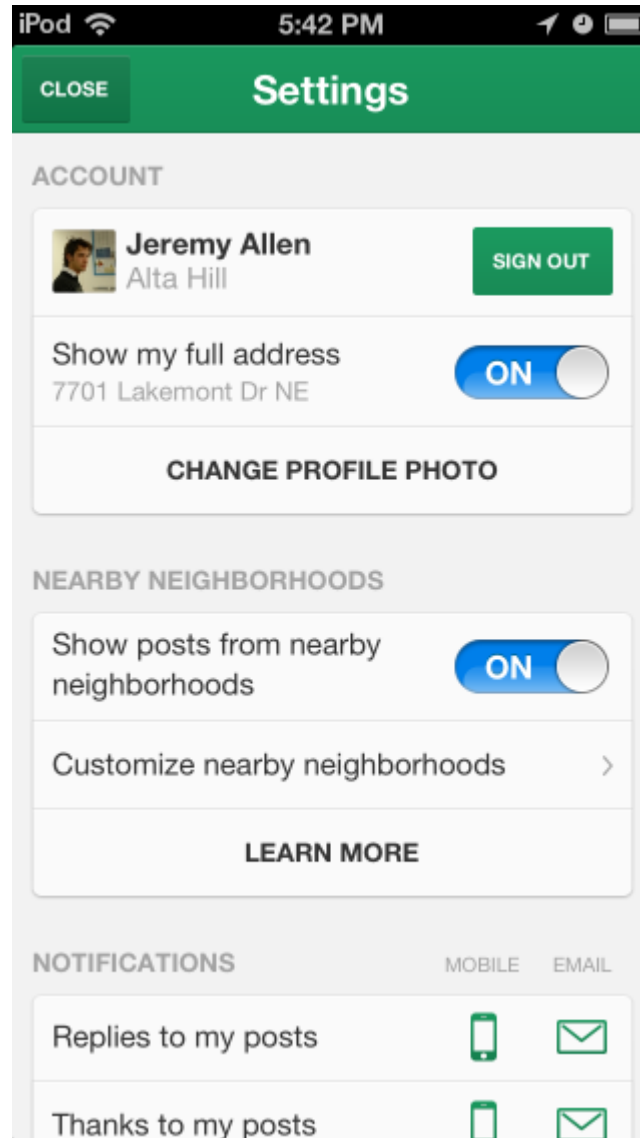 iPod 5:42 PM
CLOSE Settings
ACCOUNT
Jeremy Allen
Alta Hill
SIGN OUT
Show my full address
7701 Lakemont Dr NE
ON
CHANGE PROFILE PHOTO
NEARBY NEIGHBORHOODS
Show posts from nearby
neighborhoods
ON
Customize nearby neighborhoods
LEARN MORE
NOTIFICATIONS MOBILE EMAIL
Replies to my posts
Thanks to my posts